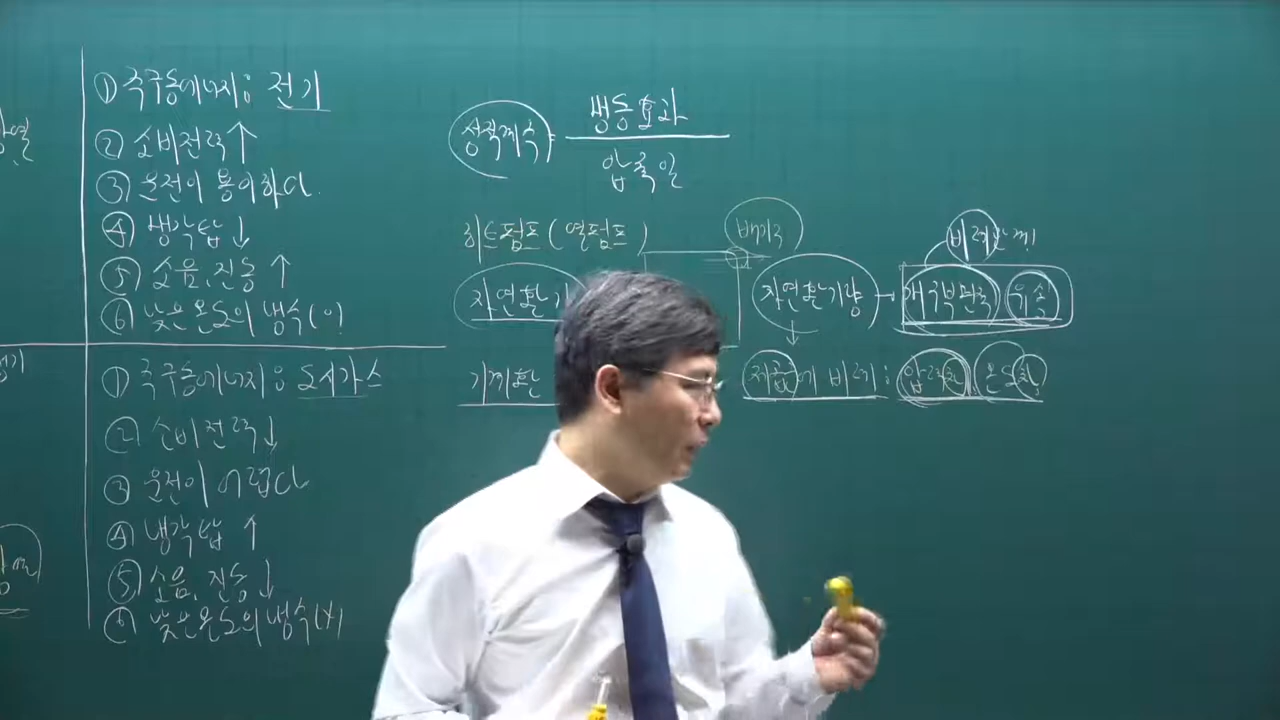 ① 주구동에너지: 전기
② 소비전력↑
③ 운전이 용이하다.
④ 냉각탑↓
⑤ 소음,진동↑
⑥ 낮은 온도의 냉수(○)
① 주구동에너지: 도시가스
② 소비전력↓
③ 운전이 어렵다
④ 냉각탑↑
⑤ 소음,진동↓
⑥ 낮은온도의 냉수(X)
성적계수=
냉동효과
압축일
히트펌프(열펌프)
자연환기
기계환
배기구
자연환기량→개구부면적 유속
비례관계
제곱근에 비례: 압력차 온도차